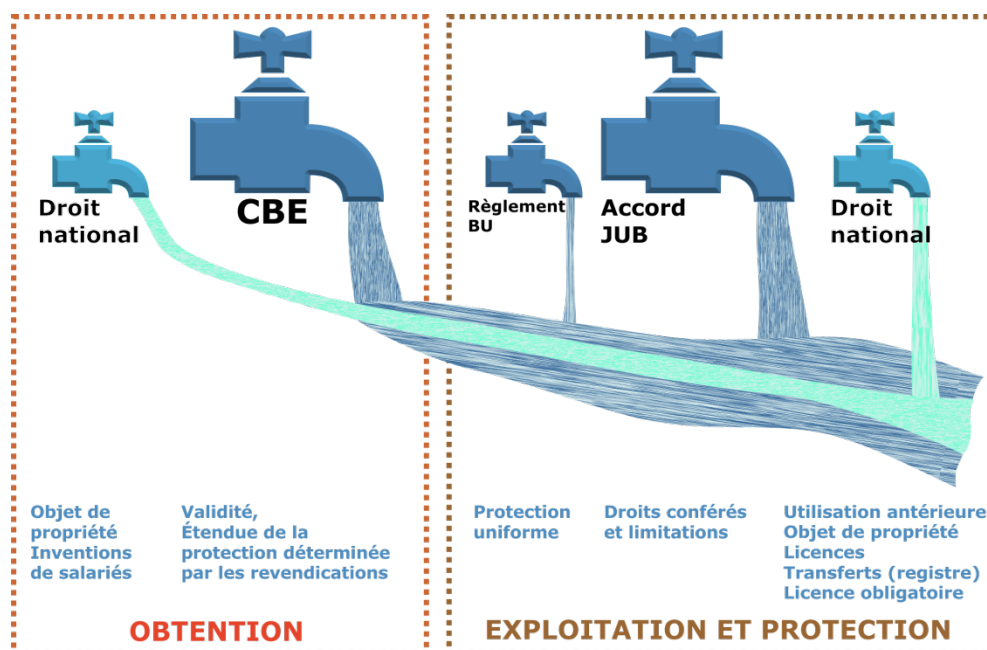 Droit
national
CBE
Règlement
BU
Accord
JUB
Droit
national
Objet de
propriété
Inventions
de salariés
Validité,
Étendue de la
protection déterminée
par les revendications
OBTENTION
Protection
uniforme
Droits conférés
et limitations
Utilisation antérieure
Objet de propriété
Licences
Transferts (registre)
Licence obligatoire
EXPLOITATION ET PROTECTION